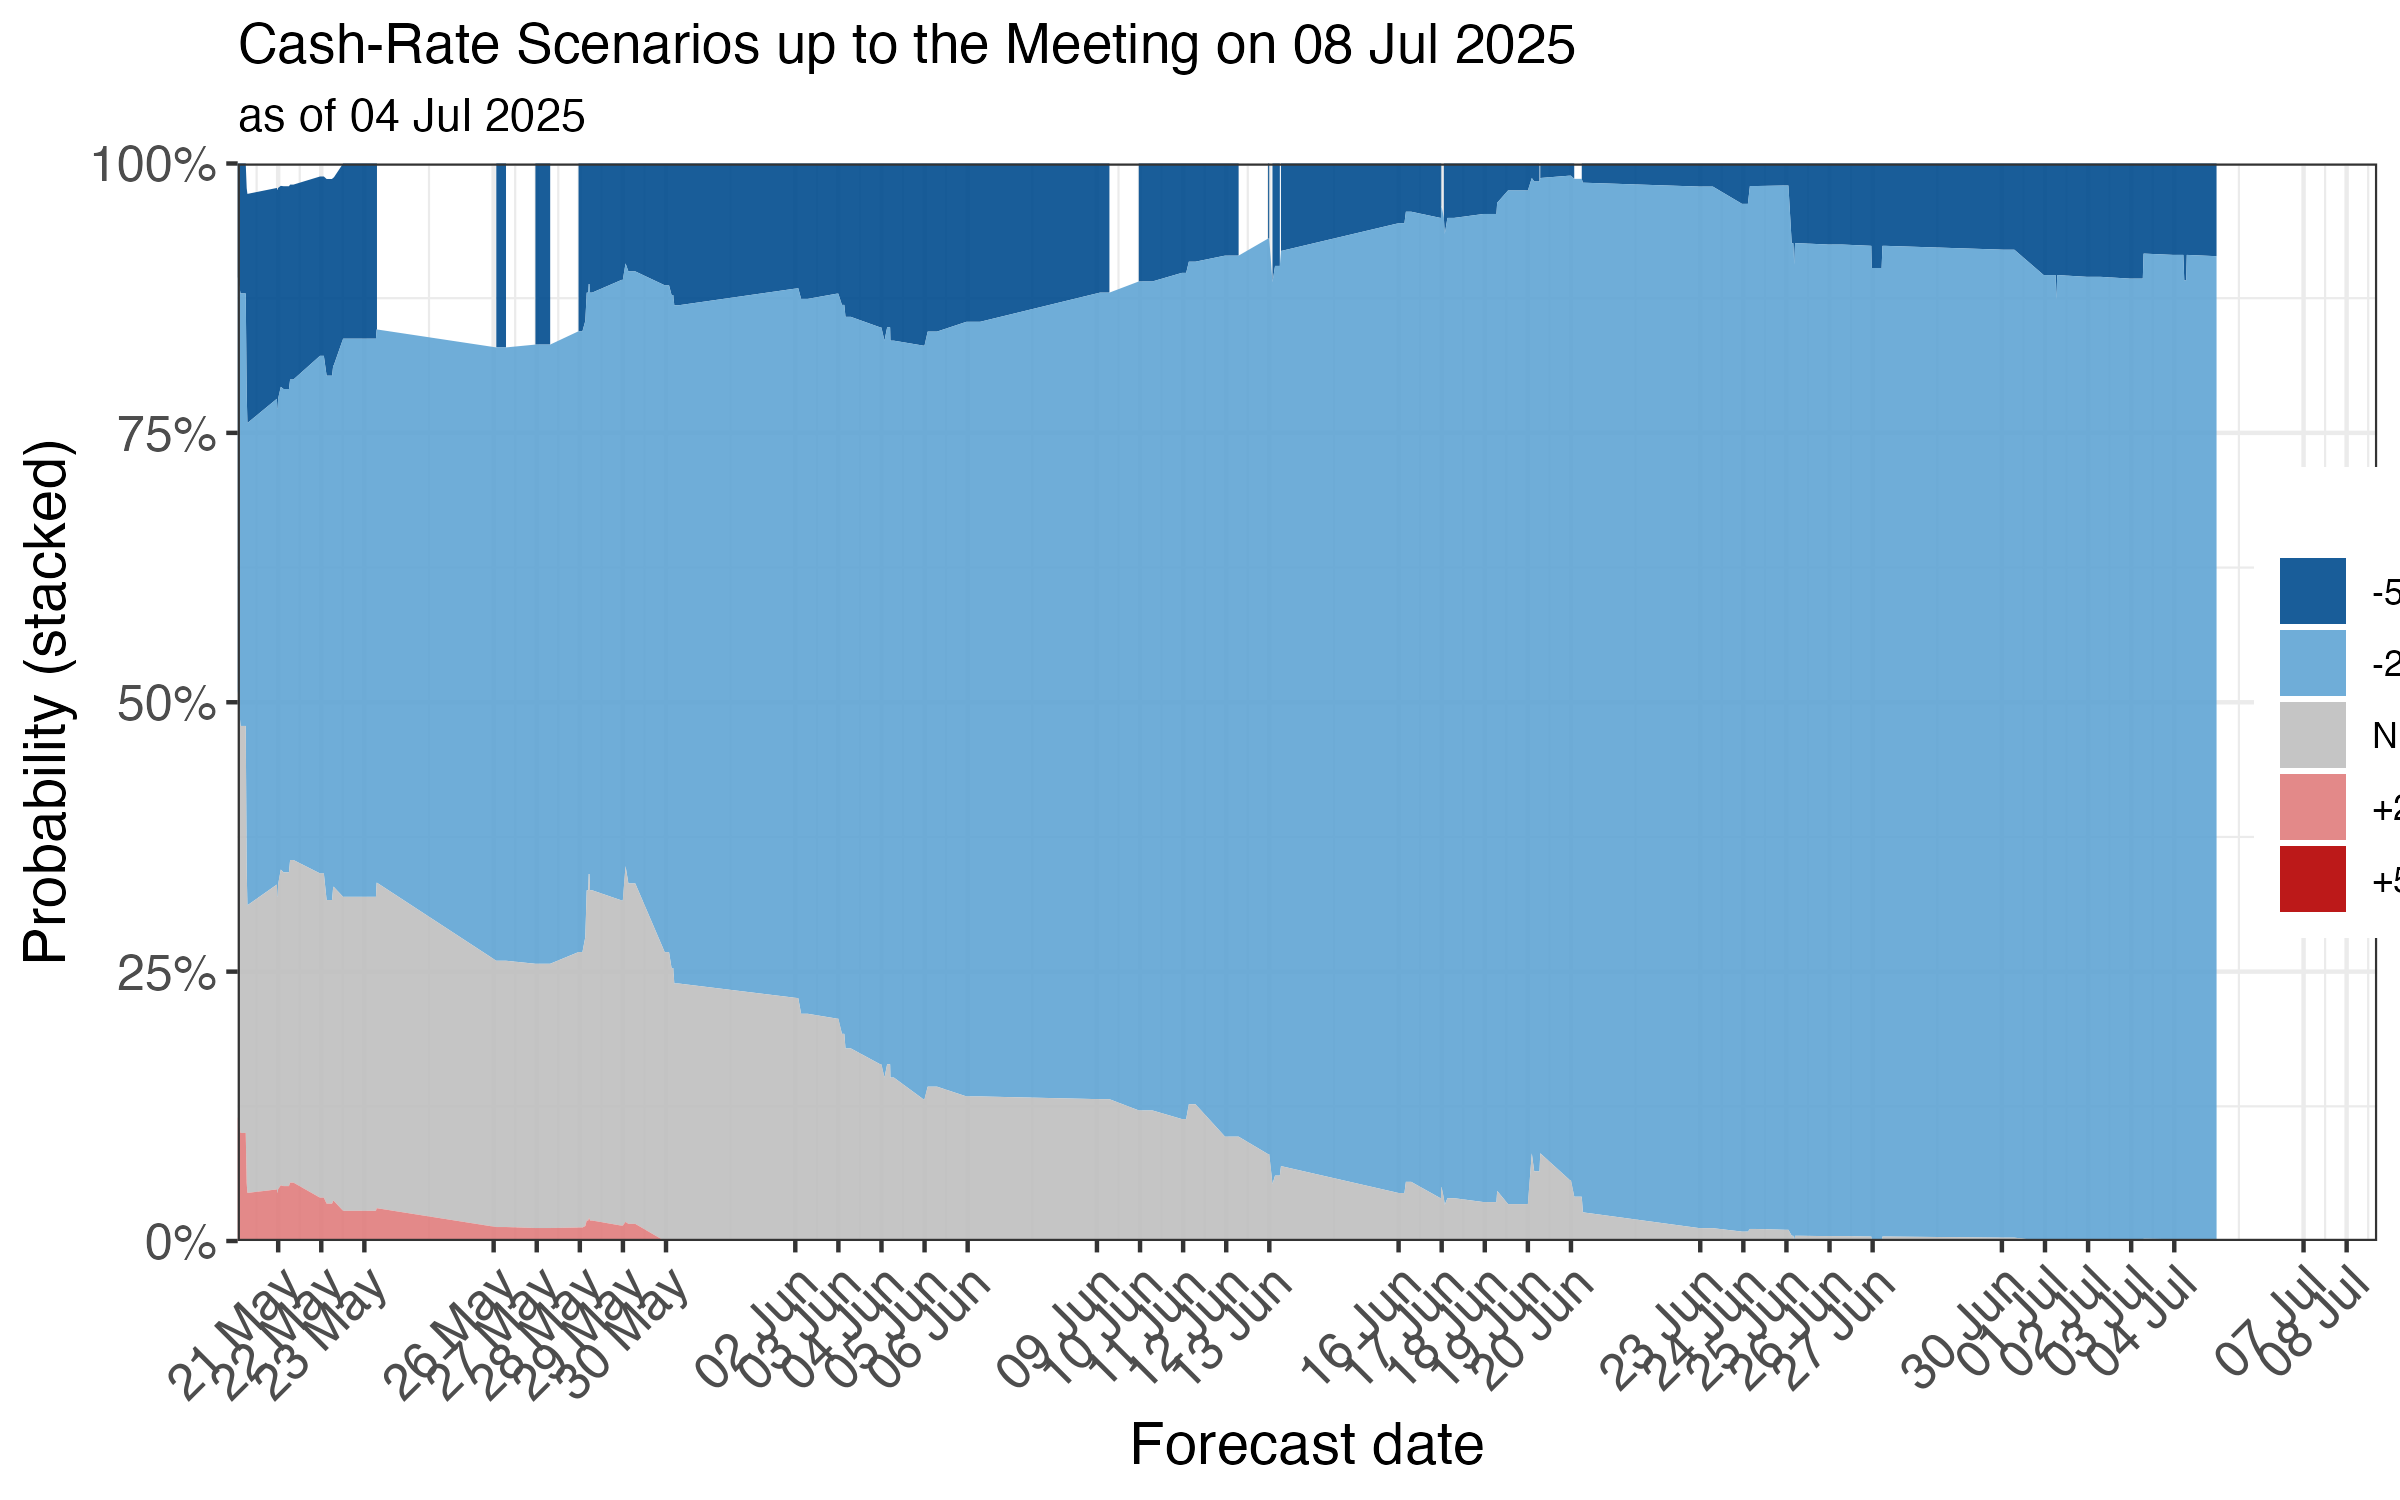 Cash-Rate Scenarios up to the Meeting on 08 Jul 2025
as of 04 Jul 2025
100%
75%
50%
25%
0%
Probability (stacked)
-5
-2
N
+2
+5
21 May
22 May
23 May
26 May
27 May
28 May
29 May
30 May
02 Jun
03 Jun
04 Jun
05 Jun
06 Jun
09 Jun
10 Jun
11 Jun
12 Jun
13 Jun
16 Jun
17 Jun
18 Jun
19 Jun
20 Jun
23 Jun
24 Jun
25 Jun
26 Jun
27 Jun
30 Jun
01 Jul
02 Jul
03 Jul
04 Jul
07 Jul
08 Jul
Forecast date